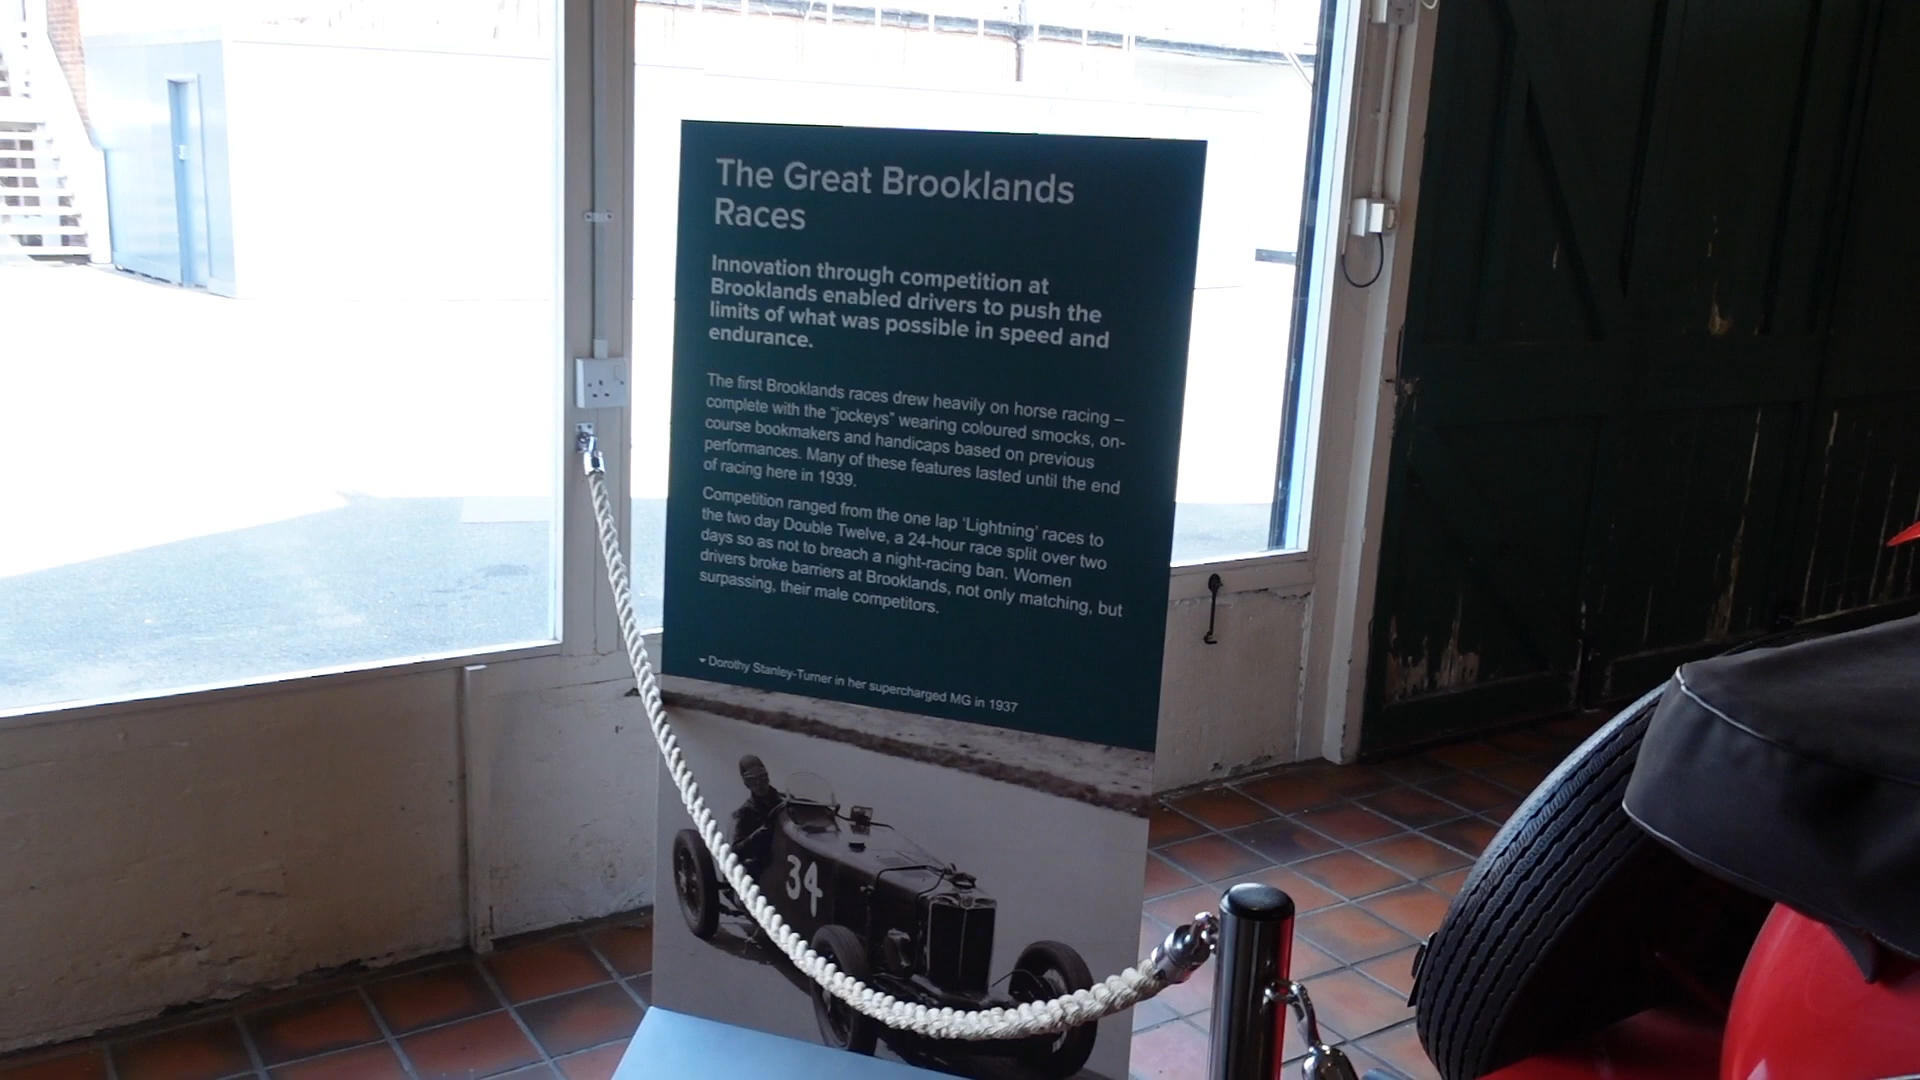 The Great Brooklands
Races
Innovation through competition at
Brooklands enabled drivers to push the
limits of what was possible in speed and
endurance.
The first Brooklands races drew heavily on horse racing –
complete with the "jockeys" wearing coloured smocks, on-
course bookmakers and handicaps based on previous
performances. Many of these features lasted until the end
of racing here in 1939.
Competition ranged from the one lap ‘Lightning’ races to
the two day Double Twelve, a 24-hour race split over two
days so as not to breach a night-racing ban. Women
drivers broke barriers at Brooklands, not only matching, but
surpassing, their male competitors.
Dorothy Stanley-Turner in her supercharged MG in 1937
34